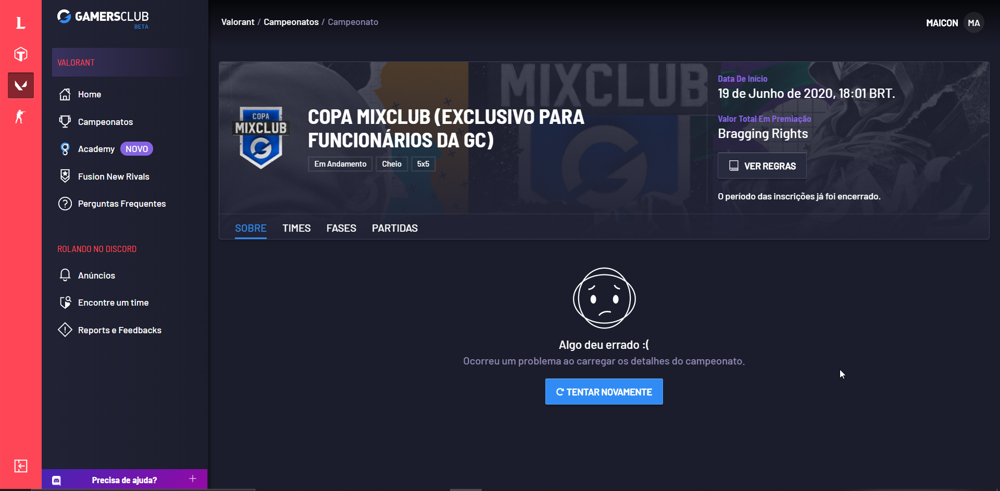 GAMERSCLUB
BETA
VALORANT
Home
Campeonatos
Academy NOVO
Fusion New Rivals
Perguntas Frequentes
ROLANDO NO DISCORD
Anúncios
Encontre um time
Reports e Feedbacks
Precisa de ajuda?
Valorant / Campeonatos / Campeonato
MAICON MA
MIXCLUB
COPA
MIXCLUB
COPA MIXCLUB (EXCLUSIVO PARA
FUNCIONÁRIOS DA GC)
Em Andamento Cheio 5x5
Data De Início
19 de Junho de 2020, 18:01 BRT.
Valor Total Em Premiação
Bragging Rights
VER REGRAS
O período das inscrições já foi encerrado.
SOBRE TIMES FASES PARTIDAS
Algo deu errado :(
Ocorreu um problema ao carregar os detalhes do campeonato.
TENTAR NOVAMENTE